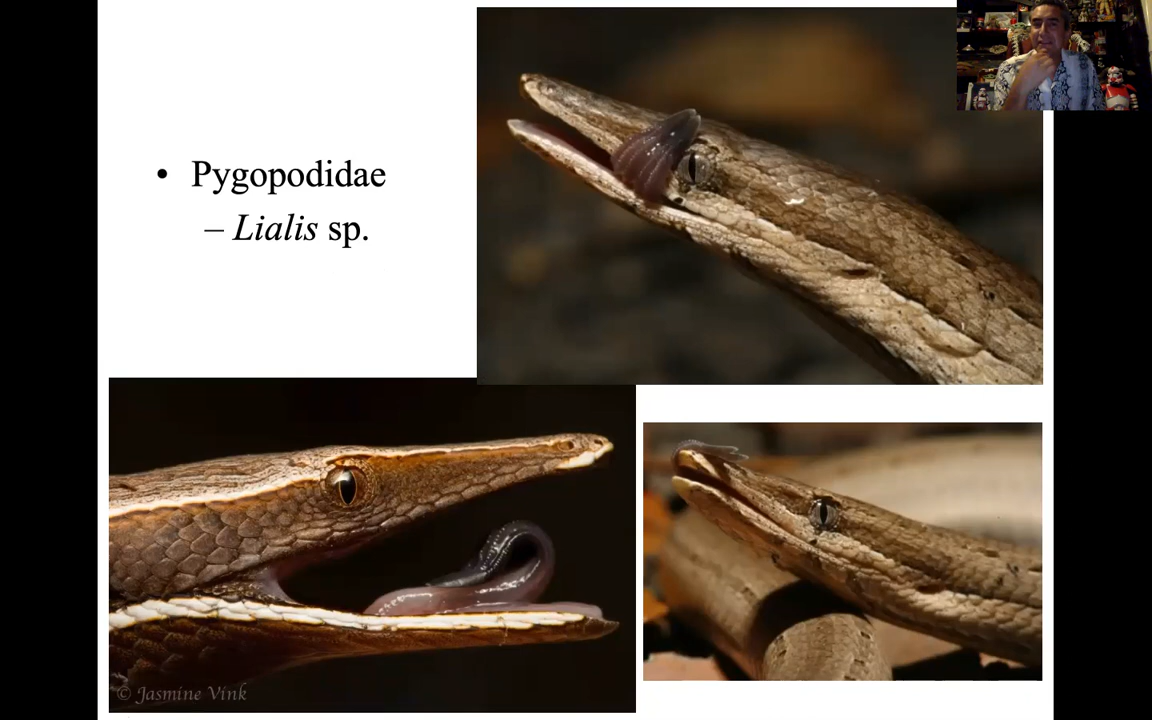 • Pygopodidae
– Lialis sp.
© Jasmine Vink